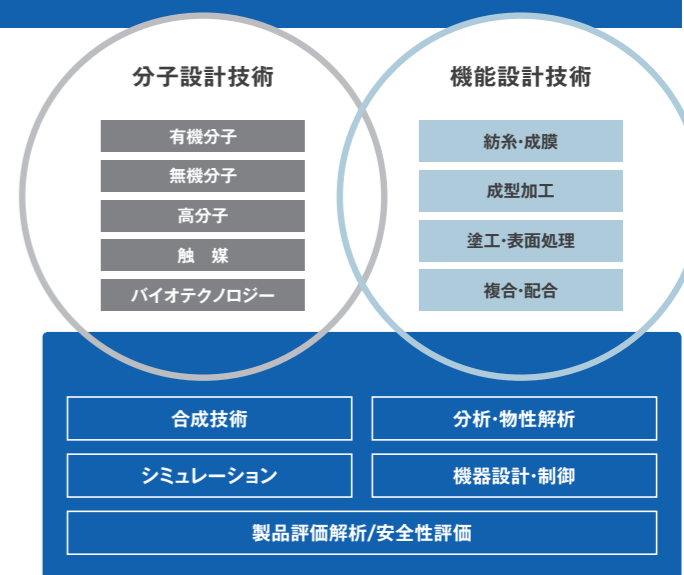 分子設計技術
有機分子
無機分子
高分子
触　媒
バイオテクノロジー
機能設計技術
紡糸・成膜
成型加工
塗工・表面処理
複合・配合
合成技術
分析・物性解析
シミュレーション
機器設計・制御
製品評価解析/安全性評価